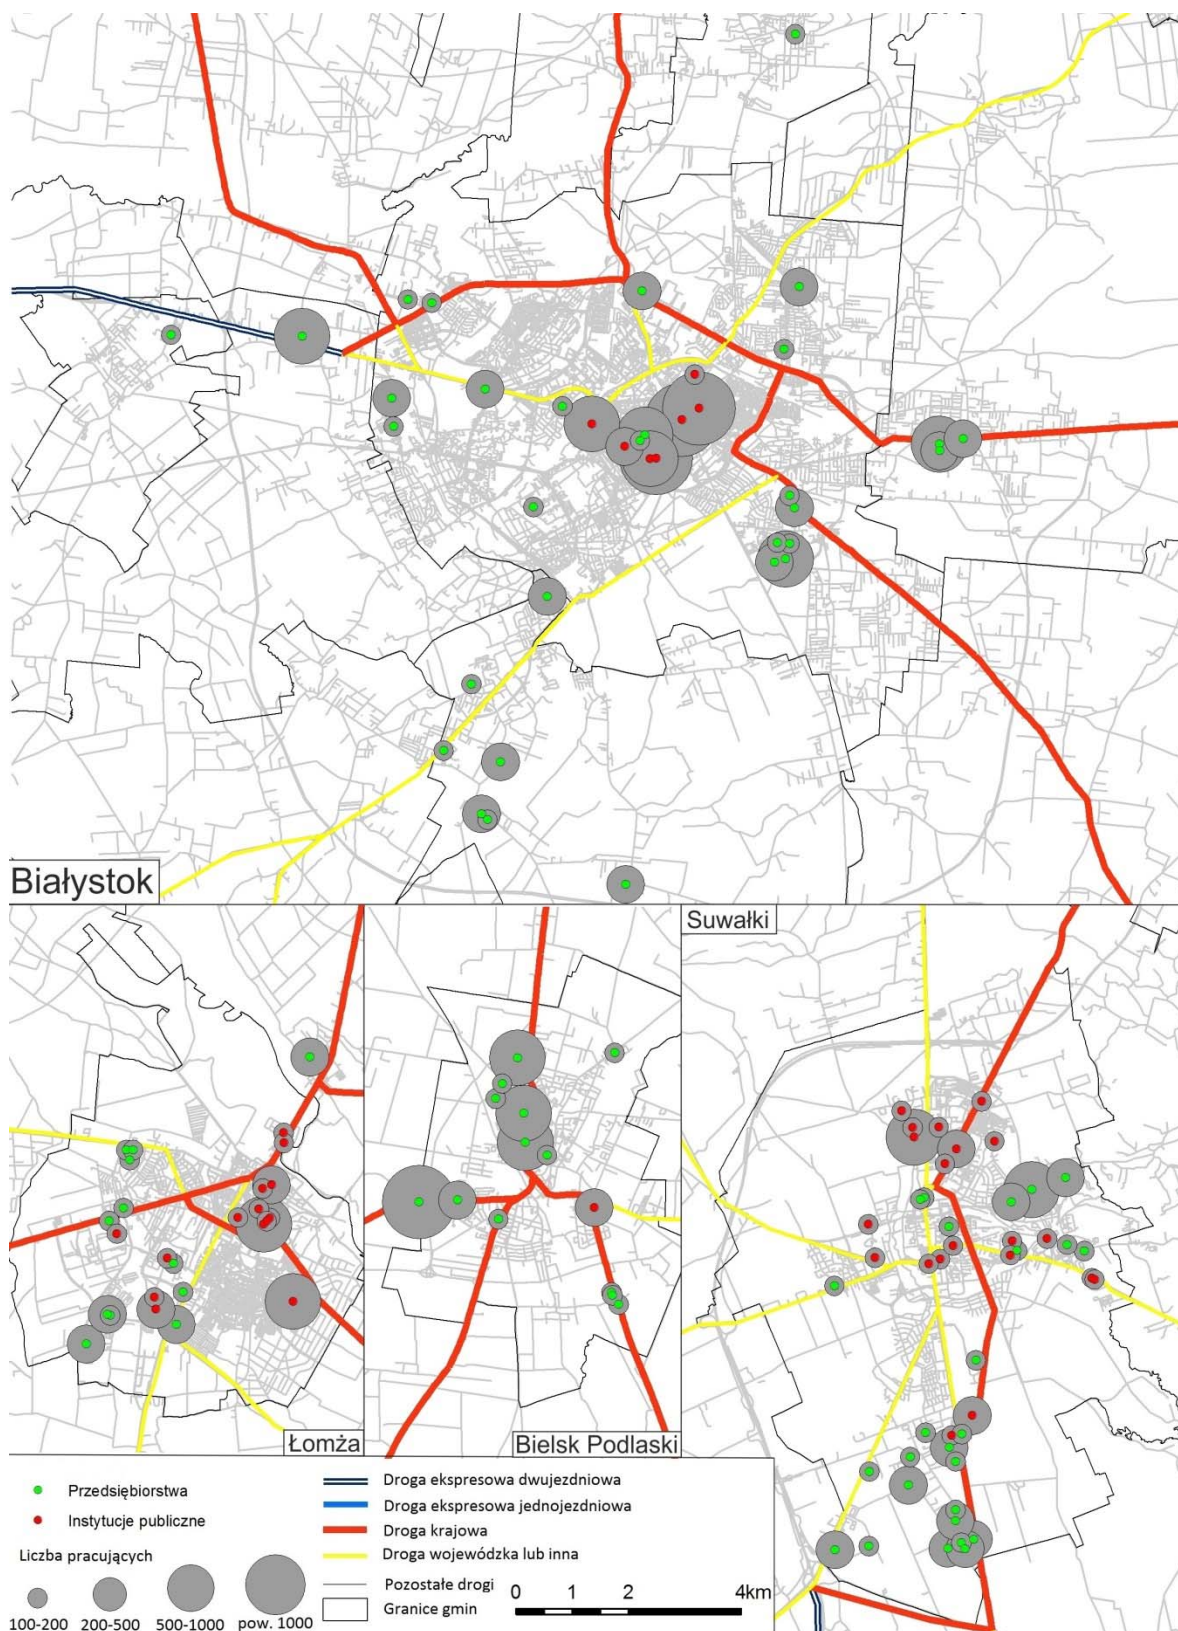 Białystok
Suwałki
Łomża
Bielsk Podlaski
Przedsiębiorstwa
Instytucje publiczne
Liczba pracujących
100-200
200-500
500-1000
pow. 1000
Droga ekspresowa dwujezdniowa
Droga ekspresowa jednojezdniowa
Droga krajowa
Droga wojewódzka lub inna
Pozostałe drogi
Granice gmin
0 1 2 4km